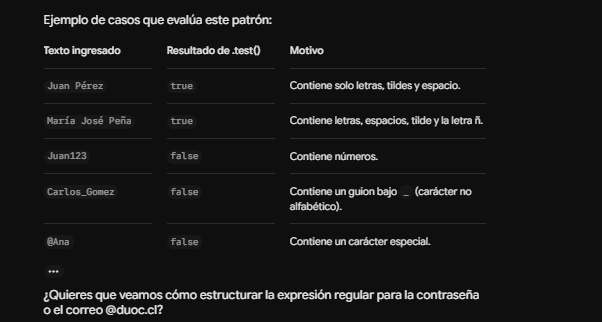 Ejemplo de casos que evalúa este patrón:
Texto ingresado Resultado de .test() Motivo
Juan Pérez true Contiene solo letras, tildes y espacio.
María José Peña true Contiene letras, espacios, tilde y la letra ñ.
Juan123 false Contiene números.
Carlos_Gomez false Contiene un guion bajo _ (carácter no
alfabético).
@Ana false Contiene un carácter especial.
...
¿Quieres que veamos cómo estructurar la expresión regular para la contraseña
o el correo @duoc.cl?